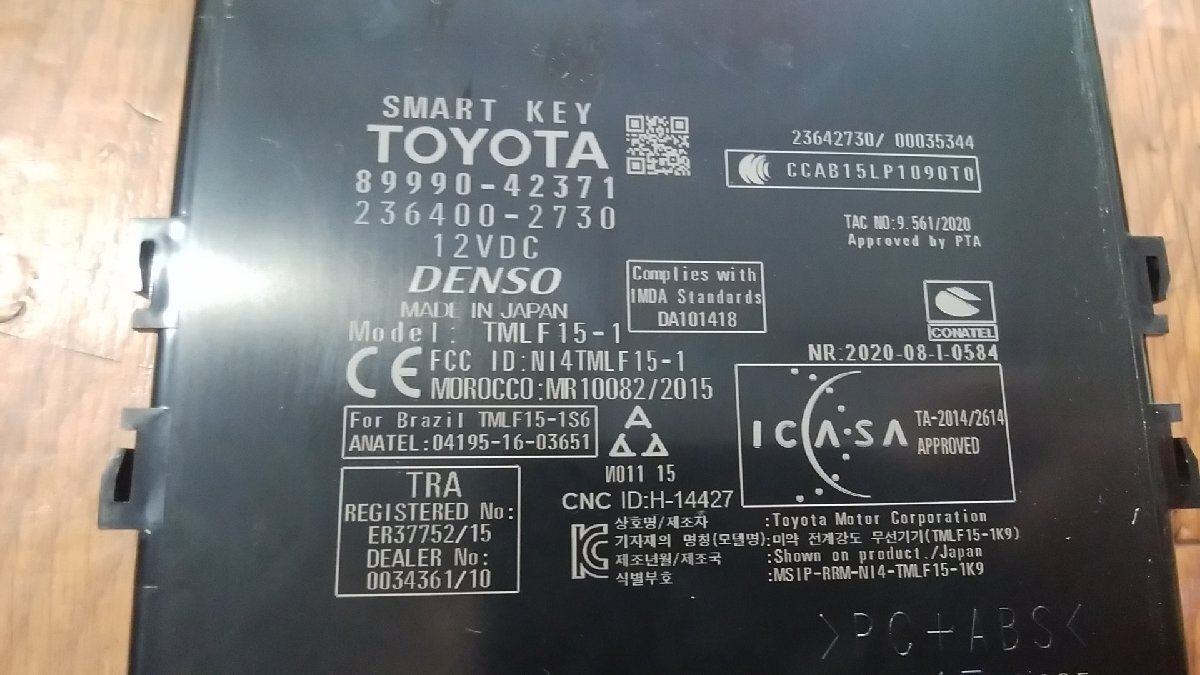 SMART KEY
TOYOTA
89990-42371
236400-2730
12VDC
DENSO
MADE IN JAPAN
Model: TMLF15-1
CE
FCC ID:NI4TMLF15-1
MOROCCO:MR10082/2015
For Brazil TMLF15-1S6
ANATEL:04195-16-03651
TRA
REGISTERED No:
ER37752/15
DEALER No:
0034361/10
23642730/ 00035344
CCAB15LP1090T0
TAC NO:9.561/2020
Approved by PTA
Complies with
IMDA Standards
DA101418
CONATEL
NR:2020-08-I-0584
ICASA
TA-2014/2614
APPROVED
И011 15
CNC ID:H-14427
상호명/제조자 :Toyota Motor Corporation
기자재의 명칭(모델명):미약 전계강도 무선기기(TMLF15-1K9)
제조년월/제조국 :Shown on product./Japan
식별부호 :MSIP-RRM-NI4-TMLF15-1K9
>PC+ABS<